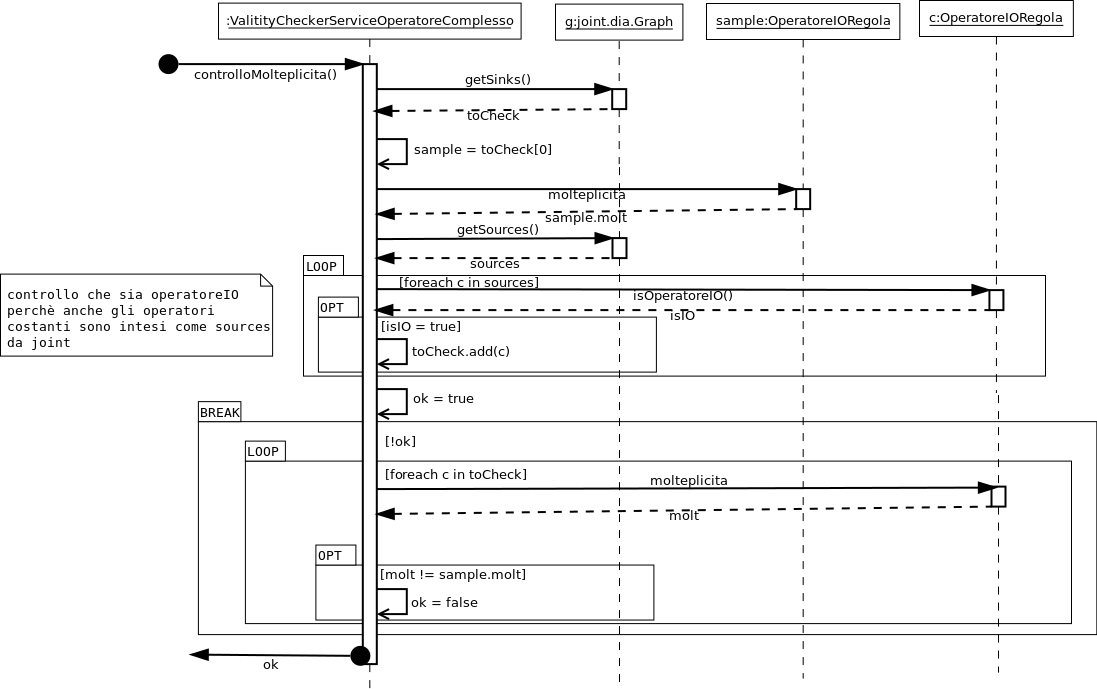 :ValitityCheckerServiceOperatoreComplesso
g:joint.dia.Graph
sample:OperatoreIORegola
c:OperatoreIORegola
controlloMolteplicita()
getSinks()
toCheck
sample = toCheck[0]
molteplicita
sample.molt
getSources()
sources
LOOP
[foreach c in sources]
controllo che sia operatoreIO
perchè anche gli operatori
costanti sono intesi come sources
da joint
isOperatoreIO()
OPT
isIO
[isIO = true]
toCheck.add(c)
ok = true
BREAK
[!ok]
LOOP
[foreach c in toCheck]
molteplicita
molt
OPT
[molt != sample.molt]
ok = false
ok